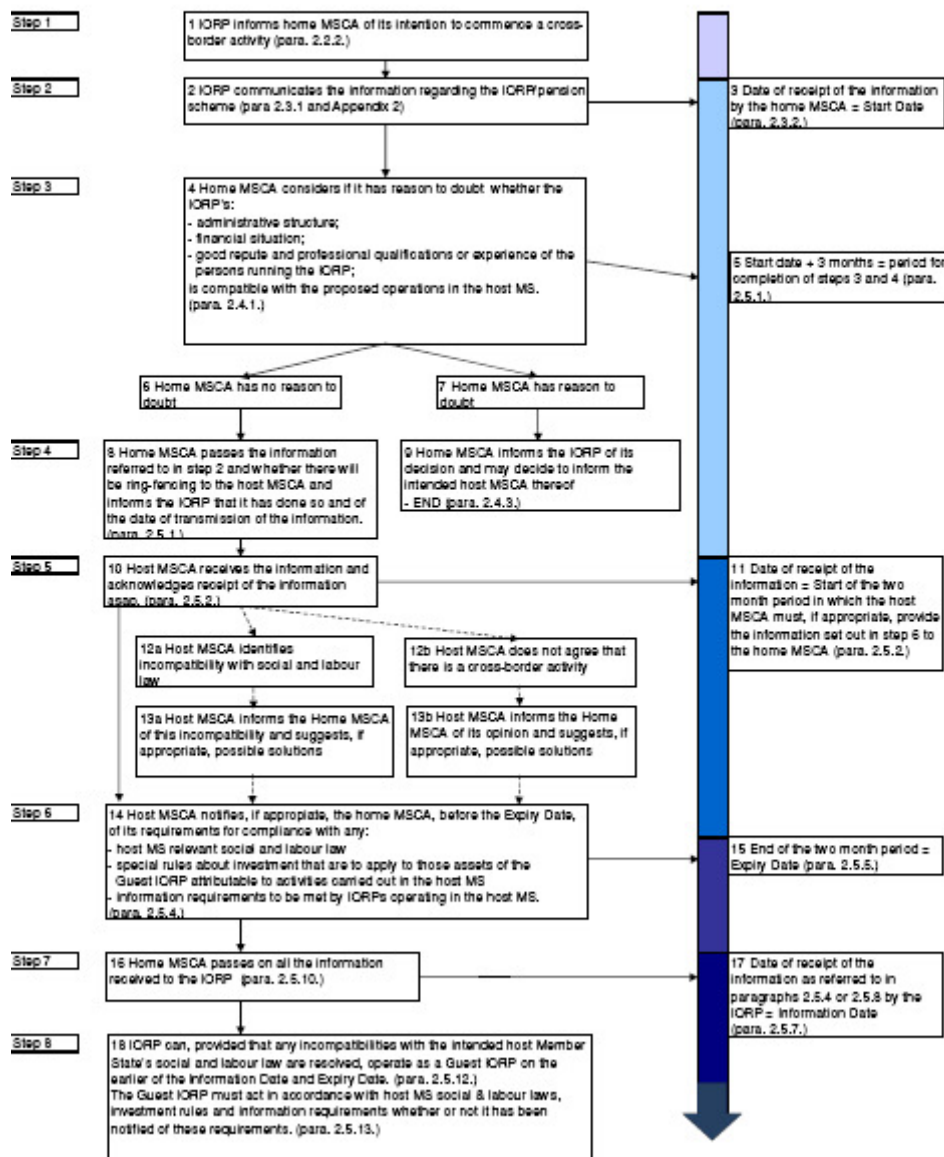 Step 1
1 IORP informs home MSCA of its intention to commence a cross-
border activity (para. 2.2.2.)
Step 2
2 IORP communicates the information regarding the IORP/pension
scheme (para 2.3.1 and Appendix 2)
3 Date of receipt of the information
by the home MSCA = Start Date
(para. 2.3.2.)
Step 3
4 Home MSCA considers if it has reason to doubt whether the
IORP's:
- administrative structure;
- financial situation;
- good repute and professional qualifications or experience of the
persons running the IORP;
is compatible with the proposed operations in the host MS.
(para. 2.4.1.)
5 Start date + 3 months = period for
completion of steps 3 and 4 (para.
2.5.1.)
6 Home MSCA has no reason to
doubt
7 Home MSCA has reason to
doubt
Step 4
8 Home MSCA passes the information
referred to in step 2 and whether there will
be ring-fencing to the host MSCA and
informs the IORP that it has done so and of
the date of transmission of the information.
(para. 2.5.1.)
9 Home MSCA informs the IORP of its
decision and may decide to inform the
intended host MSCA thereof
- END (para. 2.4.3.)
Step 5
10 Host MSCA receives the information and
acknowledges receipt of the information
asap. (para. 2.5.2.)
11 Date of receipt of the
information = Start of the two
month period in which the host
MSCA must, if appropriate, provide
the information set out in step 6 to
the home MSCA (para. 2.5.2.)
12a Host MSCA identifies
incompatibility with social and labour
law
12b Host MSCA does not agree that
there is a cross-border activity
13a Host MSCA informs the Home MSCA
of this incompatibility and suggests, if
appropriate, possible solutions
13b Host MSCA informs the Home
MSCA of its opinion and suggests, if
appropriate, possible solutions
Step 6
14 Host MSCA notifies, if appropiate, the home MSCA, before the Expiry Date,
of its requirements for compliance with any:
- host MS relevant social and labour law
- special rules about investment that are to apply to those assets of the
Guest IORP attributable to activities carried out in the host MS
- information requirements to be met by IORPs operating in the host MS.
(para. 2.5.4.)
15 End of the two month period =
Expiry Date (para. 2.5.5.)
Step 7
16 Home MSCA passes on all the information
received to the IORP (para. 2.5.10.)
17 Date of receipt of the
information as referred to in
paragraphs 2.5.4 or 2.5.8 by the
IORP = Information Date
(para. 2.5.7.)
Step 8
18 IORP can, provided that any incompatibilities with the intended host Member
State's social and labour law are resolved, operate as a Guest IORP on the
earlier of the Information Date and Expiry Date. (para. 2.5.12.)
The Guest IORP must act in accordance with host MS social & labour laws,
investment rules and information requirements whether or not it has been
notified of these requirements. (para. 2.5.13.)